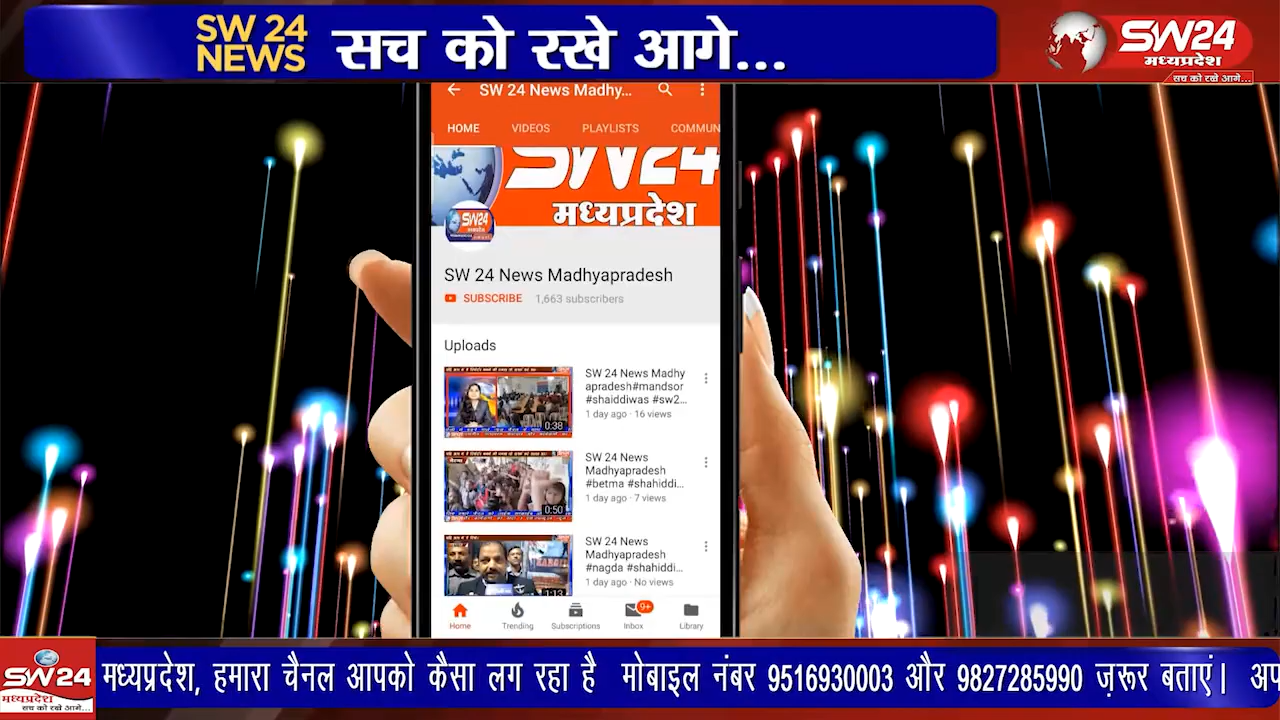 SW 24
NEWS
सच को रखे आगे...
SW24
मध्यप्रदेश
सच को रखे आगे...
SW 24 News Madhy...
HOME VIDEOS PLAYLISTS COMMUN
SW24
मध्यप्रदेश
SW24
SW 24 News Madhyapradesh
SUBSCRIBE 1,663 subscribers
Uploads
SW 24 News Madhy
apradesh#mandsor
#shaiddiwas #sw2...
1 day ago · 16 views
0:38
SW 24 News
Madhyapradesh
#betma #shahiddi...
1 day ago · 7 views
0:50
SW 24 News
Madhyapradesh
#nagda #shahiddi...
1 day ago · No views
1:13
9+
Home Trending Subscriptions Inbox Library
SW24
मध्यप्रदेश
सच को रखे आगे...
मध्यप्रदेश, हमारा चैनल आपको कैसा लग रहा है मोबाइल नंबर 9516930003 और 9827285990 ज़रूर बताएं। अप